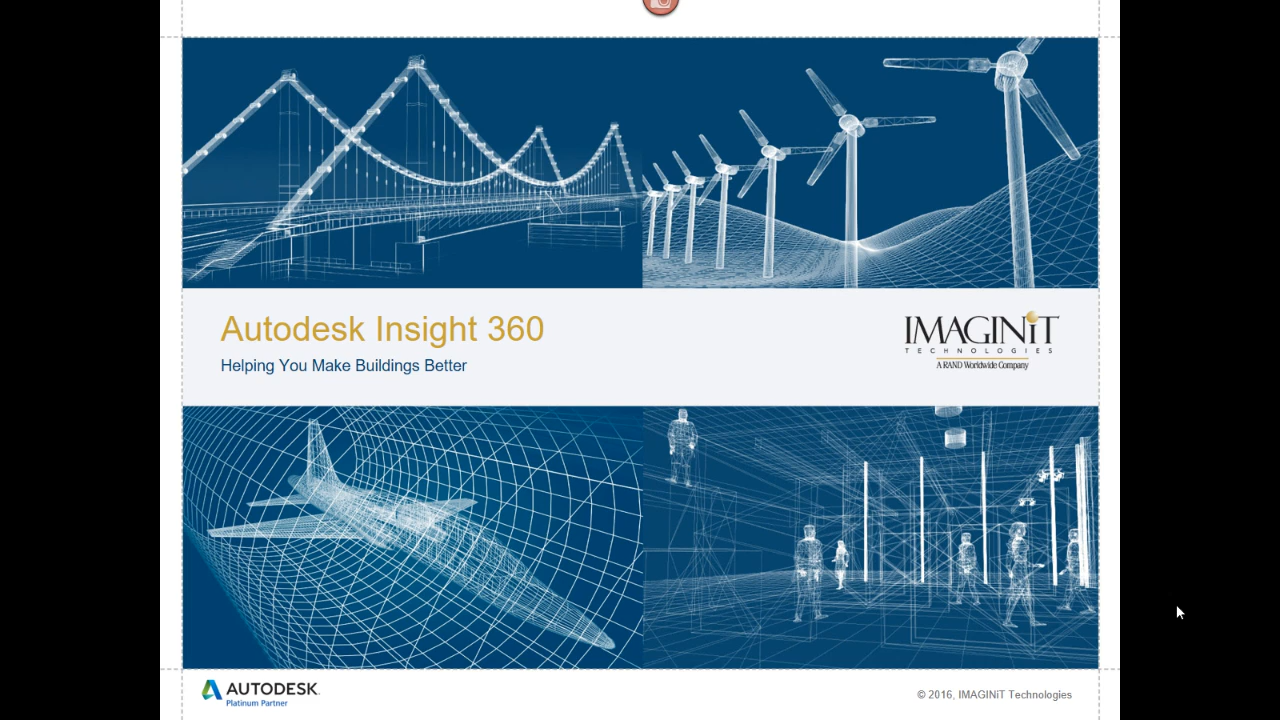 Autodesk Insight 360
Helping You Make Buildings Better
IMAGINiT
TECHNOLOGIES
A RAND Worldwide Company
AUTODESK.
Platinum Partner
© 2016, IMAGINiT Technologies